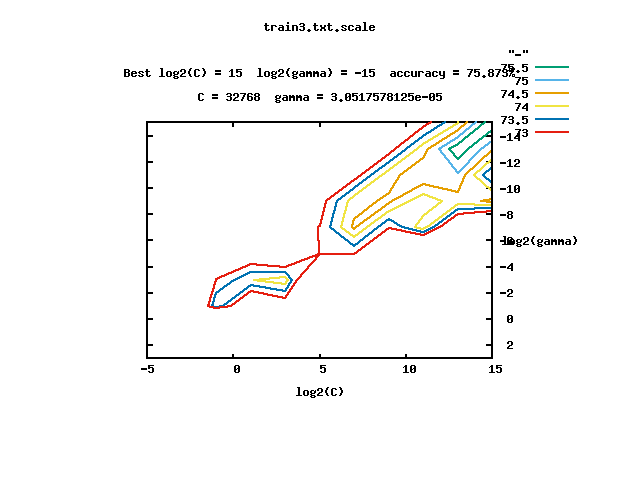 train3.txt.scale
"-"
Best log2(C) = 15  log2(gamma) = -15  accuracy = 75.873%
75.5
75
C = 32768  gamma = 3.0517578125e-05
74.5
74
73.5
73
-14
-12
-10
-8
-6
log2(gamma)
-4
-2
0
2
-5 0 5 10 15
log2(C)